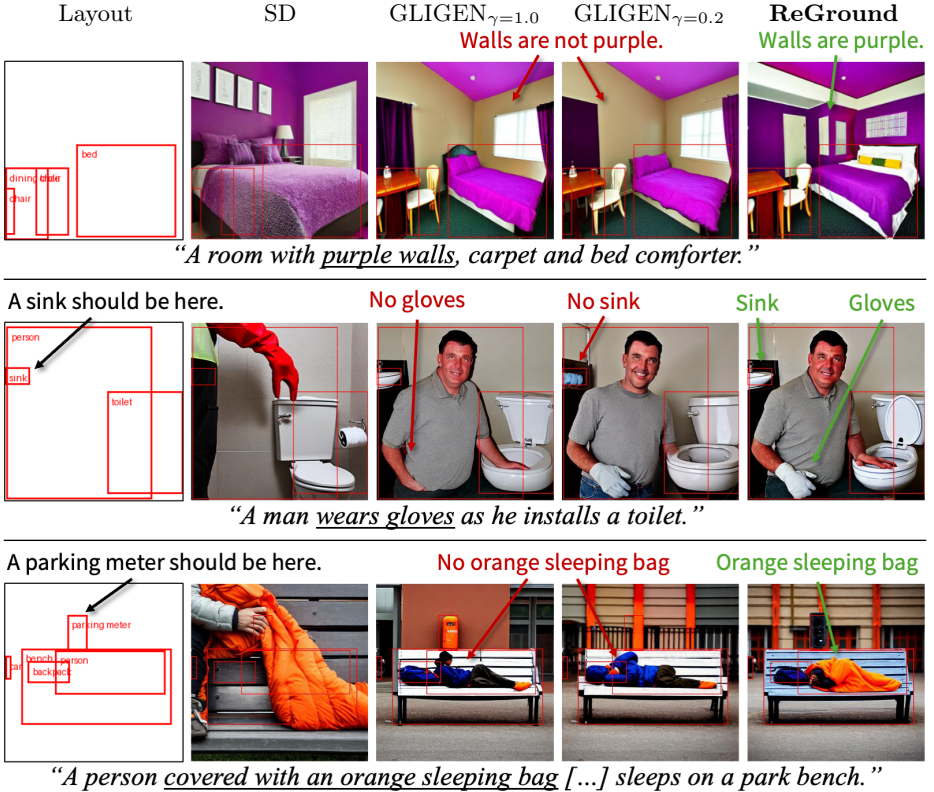 Layout SD GLIGENγ=1.0 GLIGENγ=0.2 ReGround
Walls are not purple. Walls are purple.
bed
dining table
chair
chair
“A room with purple walls, carpet and bed comforter.”
A sink should be here. No gloves No sink Sink Gloves
person
sink
toilet
“A man wears gloves as he installs a toilet.”
A parking meter should be here. No orange sleeping bag Orange sleeping bag
parking meter
bench person
car backpack
“A person covered with an orange sleeping bag [...] sleeps on a park bench.”